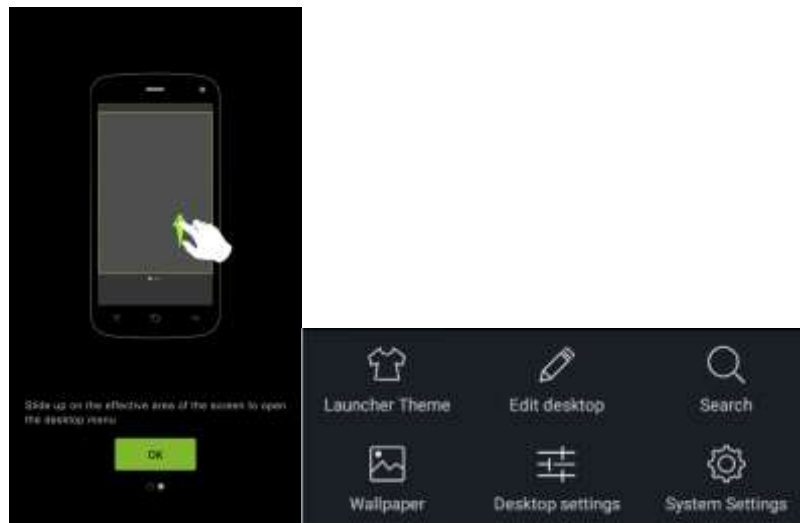 Slide up on the effective area of the screen to open
the desktop menu
OK
Launcher Theme
Edit desktop
Search
Wallpaper
Desktop settings
System Settings